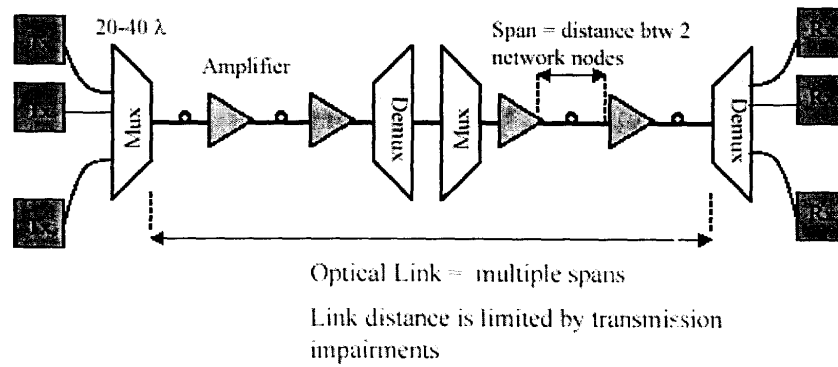 20-40 λ
Span = distance btw 2
network nodes
Amplifier
Mux
Demux
Mux
Demux
Optical Link = multiple spans
Link distance is limited by transmission
impairments